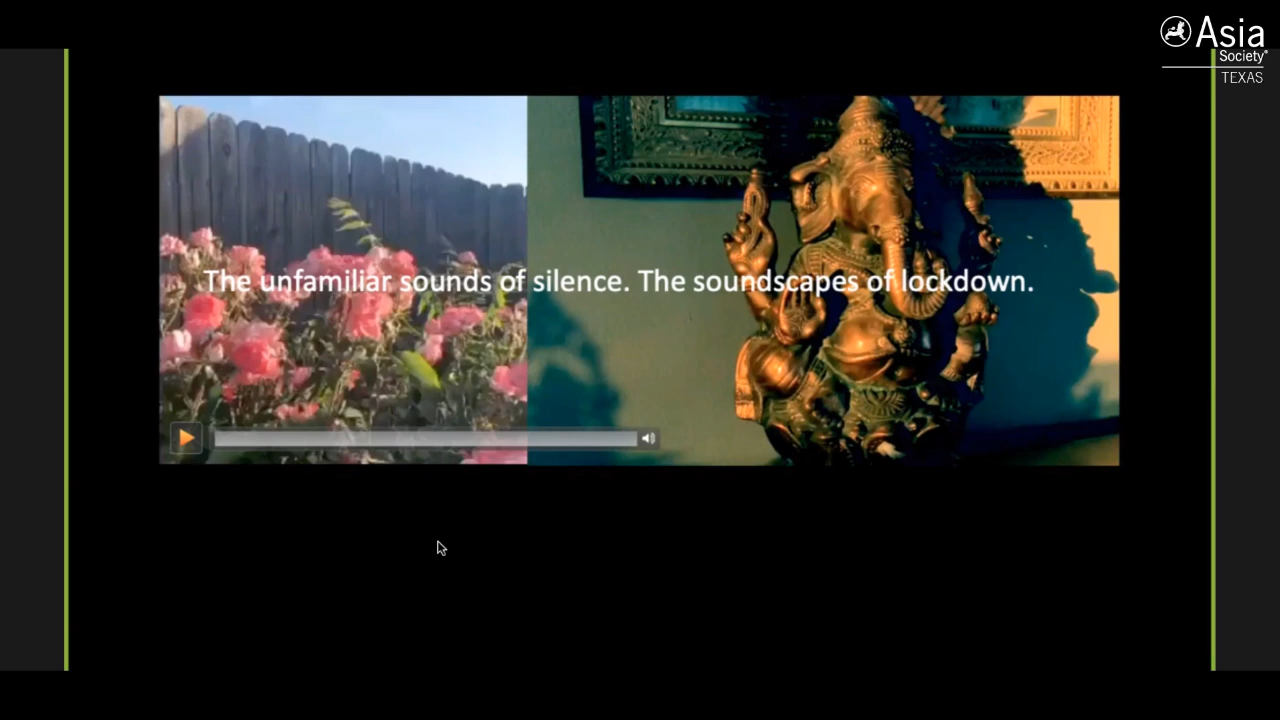 Asia
Society
TEXAS
The unfamiliar sounds of silence. The soundscapes of lockdown.